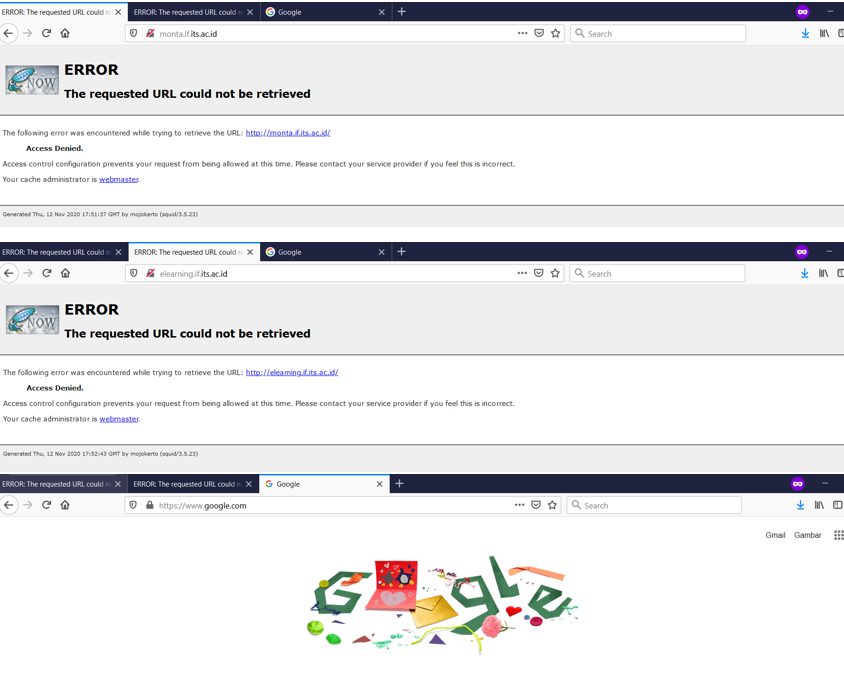 ERROR: The requested URL could n
ERROR: The requested URL could n
Google
monta.if.its.ac.id
Search
NOW
ERROR
The requested URL could not be retrieved
The following error was encountered while trying to retrieve the URL: http://monta.if.its.ac.id/
Access Denied.
Access control configuration prevents your request from being allowed at this time. Please contact your service provider if you feel this is incorrect.
Your cache administrator is webmaster.
Generated Thu, 12 Nov 2020 17:51:37 GMT by mojokerto (squid/3.5.23)
ERROR: The requested URL could n
ERROR: The requested URL could n
Google
elearning.if.its.ac.id
Search
NOW
ERROR
The requested URL could not be retrieved
The following error was encountered while trying to retrieve the URL: http://elearning.if.its.ac.id/
Access Denied.
Access control configuration prevents your request from being allowed at this time. Please contact your service provider if you feel this is incorrect.
Your cache administrator is webmaster.
Generated Thu, 12 Nov 2020 17:52:43 GMT by mojokerto (squid/3.5.23)
ERROR: The requested URL could n
ERROR: The requested URL could n
Google
https://www.google.com
Search
Gmail Gambar
Google